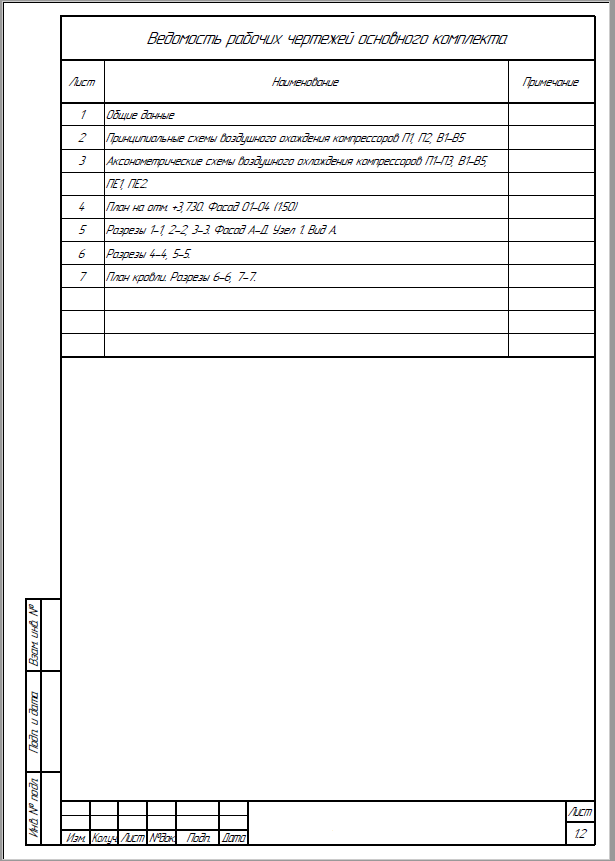 Ведомость рабочих чертежей основного комплекта
Лист Наименование Примечание
1 Общие данные
2 Принципиальные схемы воздушного охаждения компрессоров П1, П2, В1-В5
3 Аксонометрические схемы воздушного охлаждения компрессоров П1-П3, В1-В5,
ПЕ1, ПЕ2
4 План на отм. +3,730. Фасад 01-04 (150)
5 Разрезы 1-1, 2-2, 3-3. Фасад А-Д. Узел 1. Вид А.
6 Разрезы 4-4, 5-5.
7 План кровли. Разрезы 6-6, 7-7.
Взам. инв. №
Подп. и дата
Инв. № подл.
Изм. Кол.уч. Лист №док. Подп. Дата
Лист
1.2